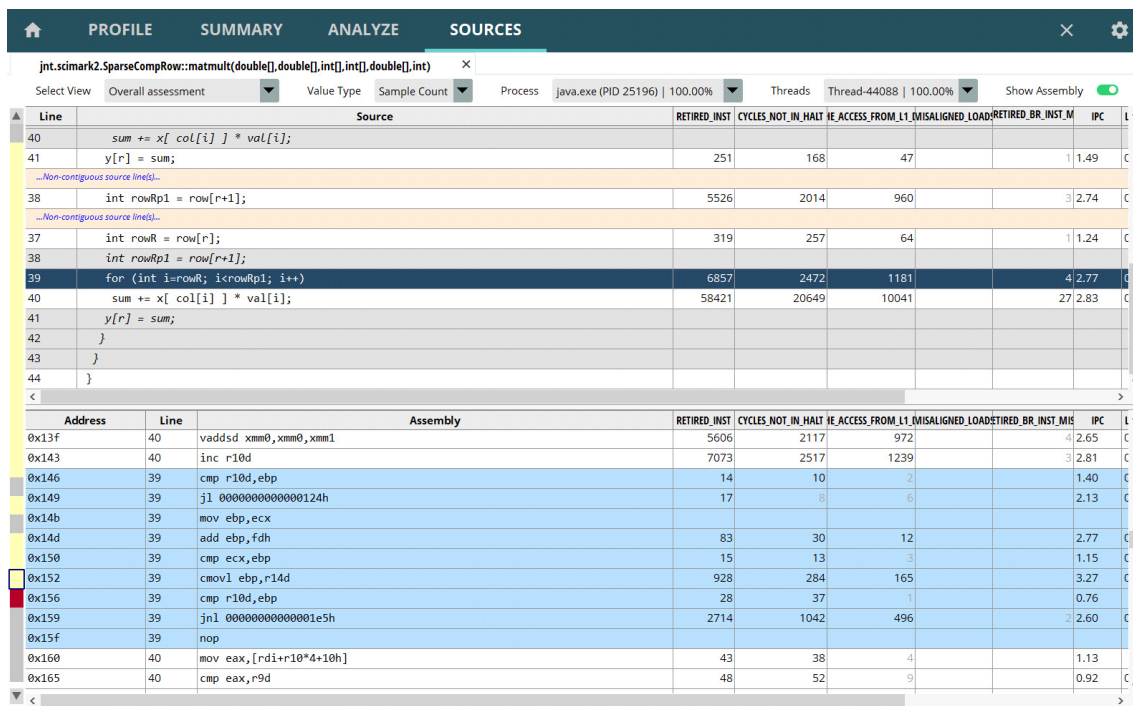 PROFILE SUMMARY ANALYZE SOURCES
jnt.scimark2.SparseCompRow::matmult(double[],double[],int[],int[],double[],int)
Select View Overall assessment Value Type Sample Count Process java.exe (PID 25196) | 100.00% Threads Thread-44088 | 100.00% Show Assembly
Line Source RETIRED_INST CYCLES_NOT_IN_HALT ACCESS_FROM_L1 MISALIGNED_LOADS RETIRED_BR_INST_M IPC L
40 sum += x[ col[i] ] * val[i];
41 y[r] = sum; 251 168 47 1 1.49
...Non-contiguous source line(s)...
38 int rowRp1 = row[r+1]; 5526 2014 960 3 2.74
...Non-contiguous source line(s)...
37 int rowR = row[r]; 319 257 64 1 1.24
38 int rowRp1 = row[r+1];
39 for (int i=rowR; i<rowRp1; i++) 6857 2472 1181 4 2.77
40 sum += x[ col[i] ] * val[i]; 58421 20649 10041 27 2.83
41 y[r] = sum;
42 }
43 }
44 }
Address Line Assembly RETIRED_INST CYCLES_NOT_IN_HALT ACCESS_FROM_L1 MISALIGNED_LOADS TIRED_BR_INST_MIS IPC L
0x13f 40 vaddsd xmm0,xmm0,xmm1 5606 2117 972 4 2.65
0x143 40 inc r10d 7073 2517 1239 3 2.81
0x146 39 cmp r10d,ebp 14 10 2 1.40
0x149 39 jl 0000000000000124h 17 8 6 2.13
0x14b 39 mov ebp,ecx
0x14d 39 add ebp,fdh 83 30 12 2.77
0x150 39 cmp ecx,ebp 15 13 3 1.15
0x152 39 cmovl ebp,r14d 928 284 165 3.27
0x156 39 cmp r10d,ebp 28 37 1 0.76
0x159 39 jnl 00000000000001e5h 2714 1042 496 2 2.60
0x15f 39 nop
0x160 40 mov eax,[rdi+r10*4+10h] 43 38 4 1.13
0x165 40 cmp eax,r9d 48 52 9 0.92